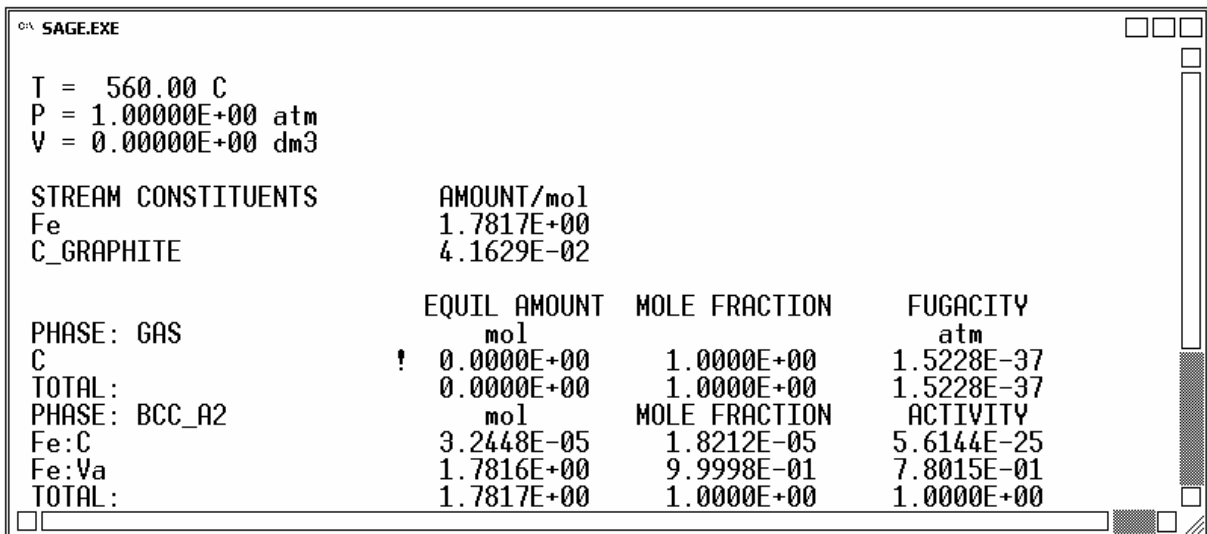 C:\ SAGE.EXE
T =  560.00 C
P = 1.00000E+00 atm
V = 0.00000E+00 dm3
STREAM CONSTITUENTS AMOUNT/mol
Fe 1.7817E+00
C_GRAPHITE 4.1629E-02
EQUIL AMOUNT MOLE FRACTION FUGACITY
PHASE: GAS mol atm
C ! 0.0000E+00 1.0000E+00 1.5228E-37
TOTAL: 0.0000E+00 1.0000E+00 1.5228E-37
PHASE: BCC_A2 mol MOLE FRACTION ACTIVITY
Fe:C 3.2448E-05 1.8212E-05 5.6144E-25
Fe:Va 1.7816E+00 9.9998E-01 7.8015E-01
TOTAL: 1.7817E+00 1.0000E+00 1.0000E+00